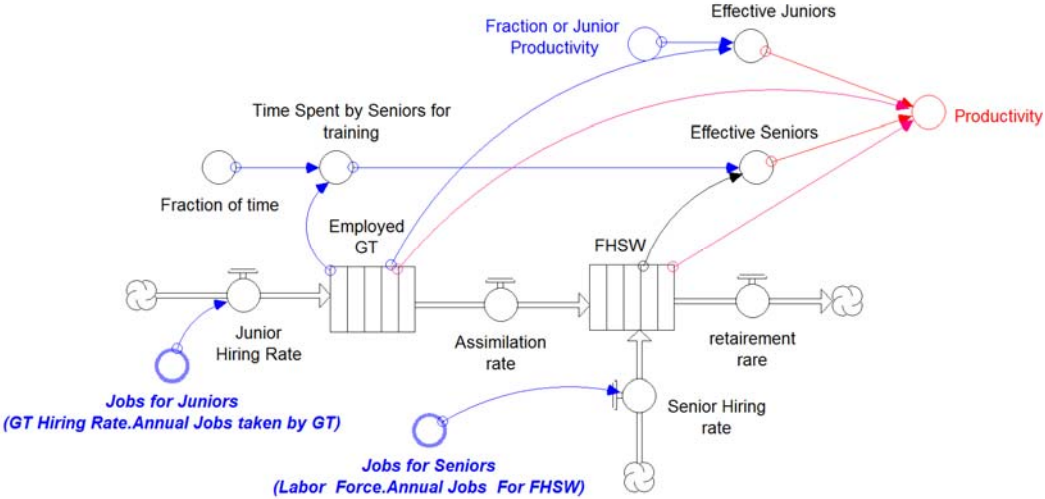 Effective Juniors
Fraction or Junior
Productivity
Time Spent by Seniors for
training
Effective Seniors
Productivity
Fraction of time
Employed
GT
FHSW
Junior
Hiring Rate
Assimilation
rate
retairement
rare
Jobs for Juniors
(GT Hiring Rate.Annual Jobs taken by GT)
Senior Hiring
rate
Jobs for Seniors
(Labor Force.Annual Jobs For FHSW)